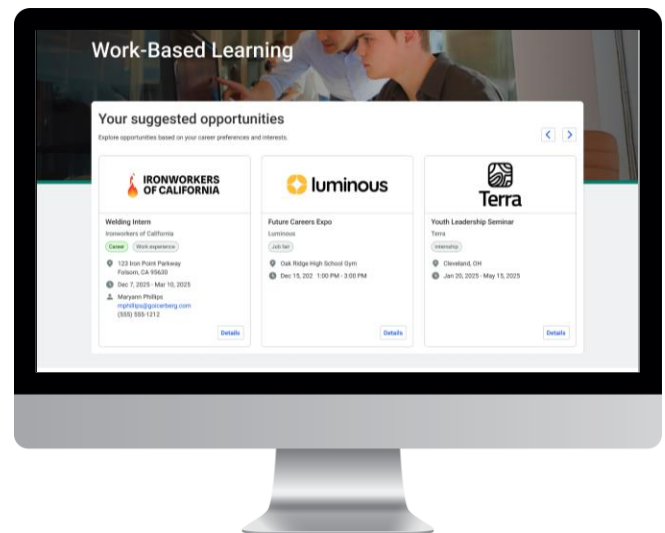 Work-Based Learning
Your suggested opportunities
Explore opportunities based on your career preferences and interests.
IRONWORKERS
OF CALIFORNIA
Welding Intern
Ironworkers of California
Career
Work experience
123 Iron Point Parkway
Folsom, CA 95630
Dec 7, 2025 - Mar 10, 2025
Maryann Phillips
(555) 555-1212
Details
luminous
Future Careers Expo
Luminous
Job fair
Oak Ridge High School Gym
Dec 15, 202 1:00 PM - 3:00 PM
Details
Terra
Youth Leadership Seminar
Terra
Internship
Cleveland, OH
Jan 20, 2025 - May 15, 2025
Details